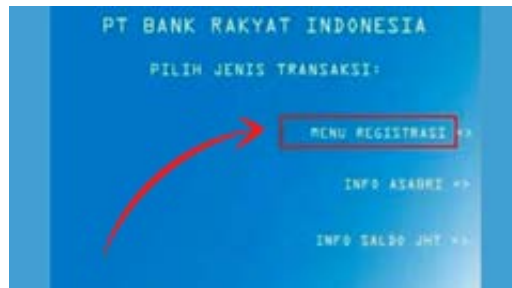 PT BANK RAKYAT INDONESIA
PILIH JENIS TRANSAKSI:
MENU REGISTRASI =>
INFO ASABRI =>
INFO SALDO JHT =>